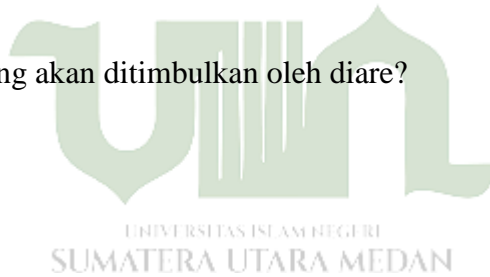 ng akan ditimbulkan oleh diare?
UNIVERSITAS ISLAM NEGERI
SUMATERA UTARA MEDAN